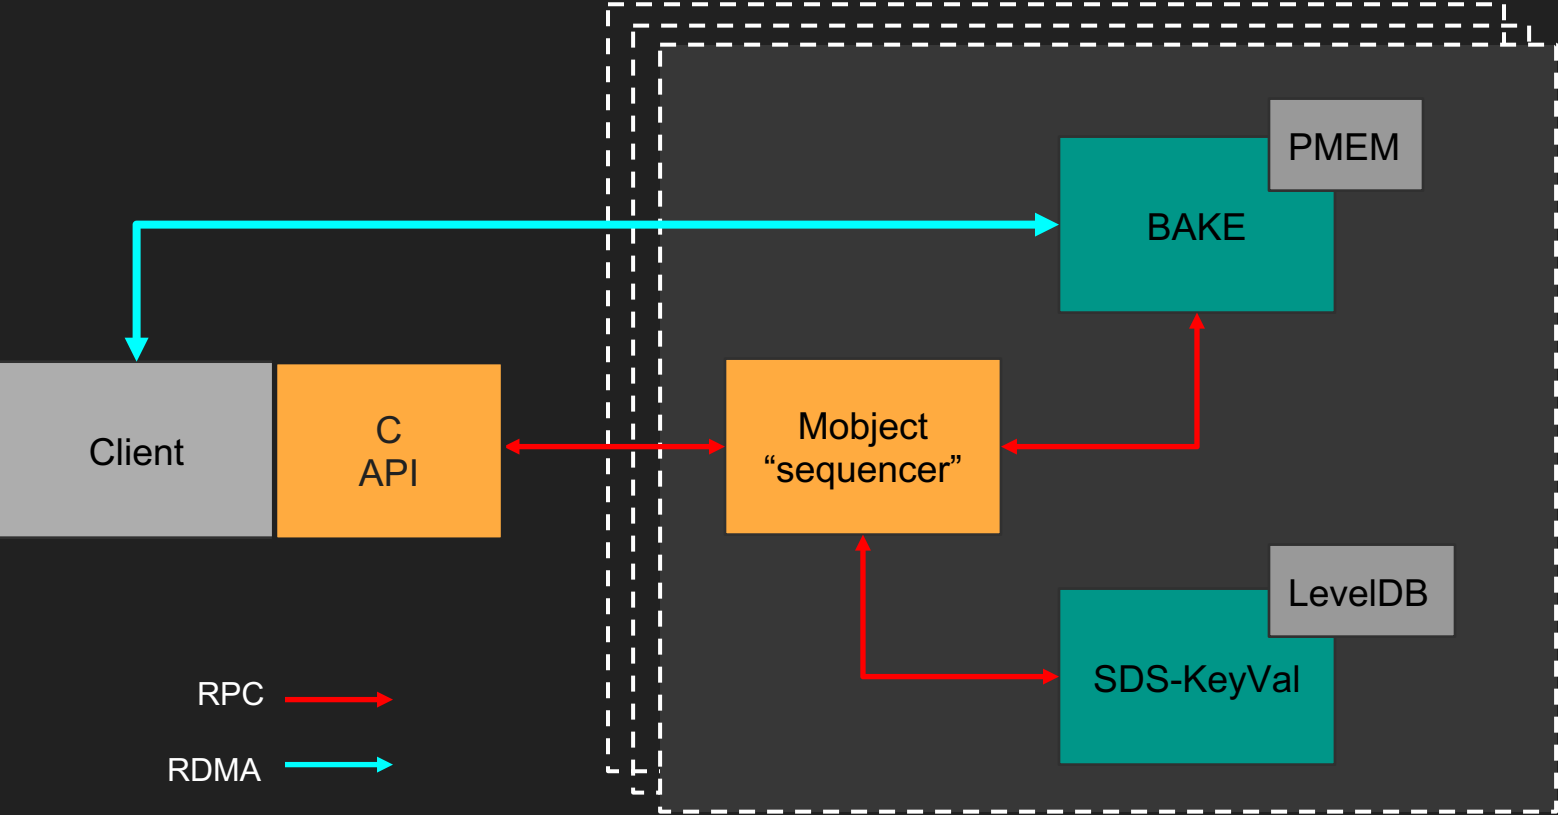 PMEM
BAKE
Client
C
API
Mobject
“sequencer”
LevelDB
SDS-KeyVal
RPC
RDMA